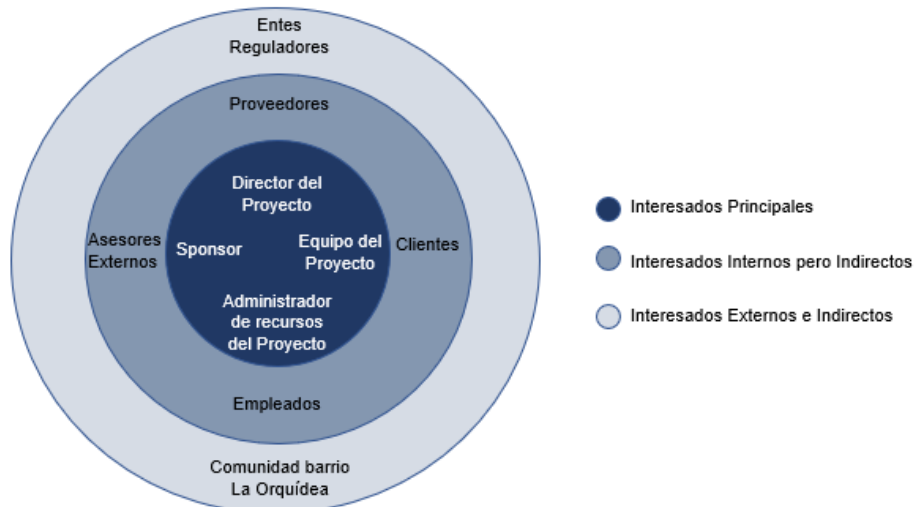 Entes
Reguladores
Proveedores
Director del
Proyecto
Asesores
Externos
Sponsor
Equipo del
Proyecto
Clientes
Administrador
de recursos
del Proyecto
Empleados
Comunidad barrio
La Orquídea
Interesados Principales
Interesados Internos pero Indirectos
Interesados Externos e Indirectos